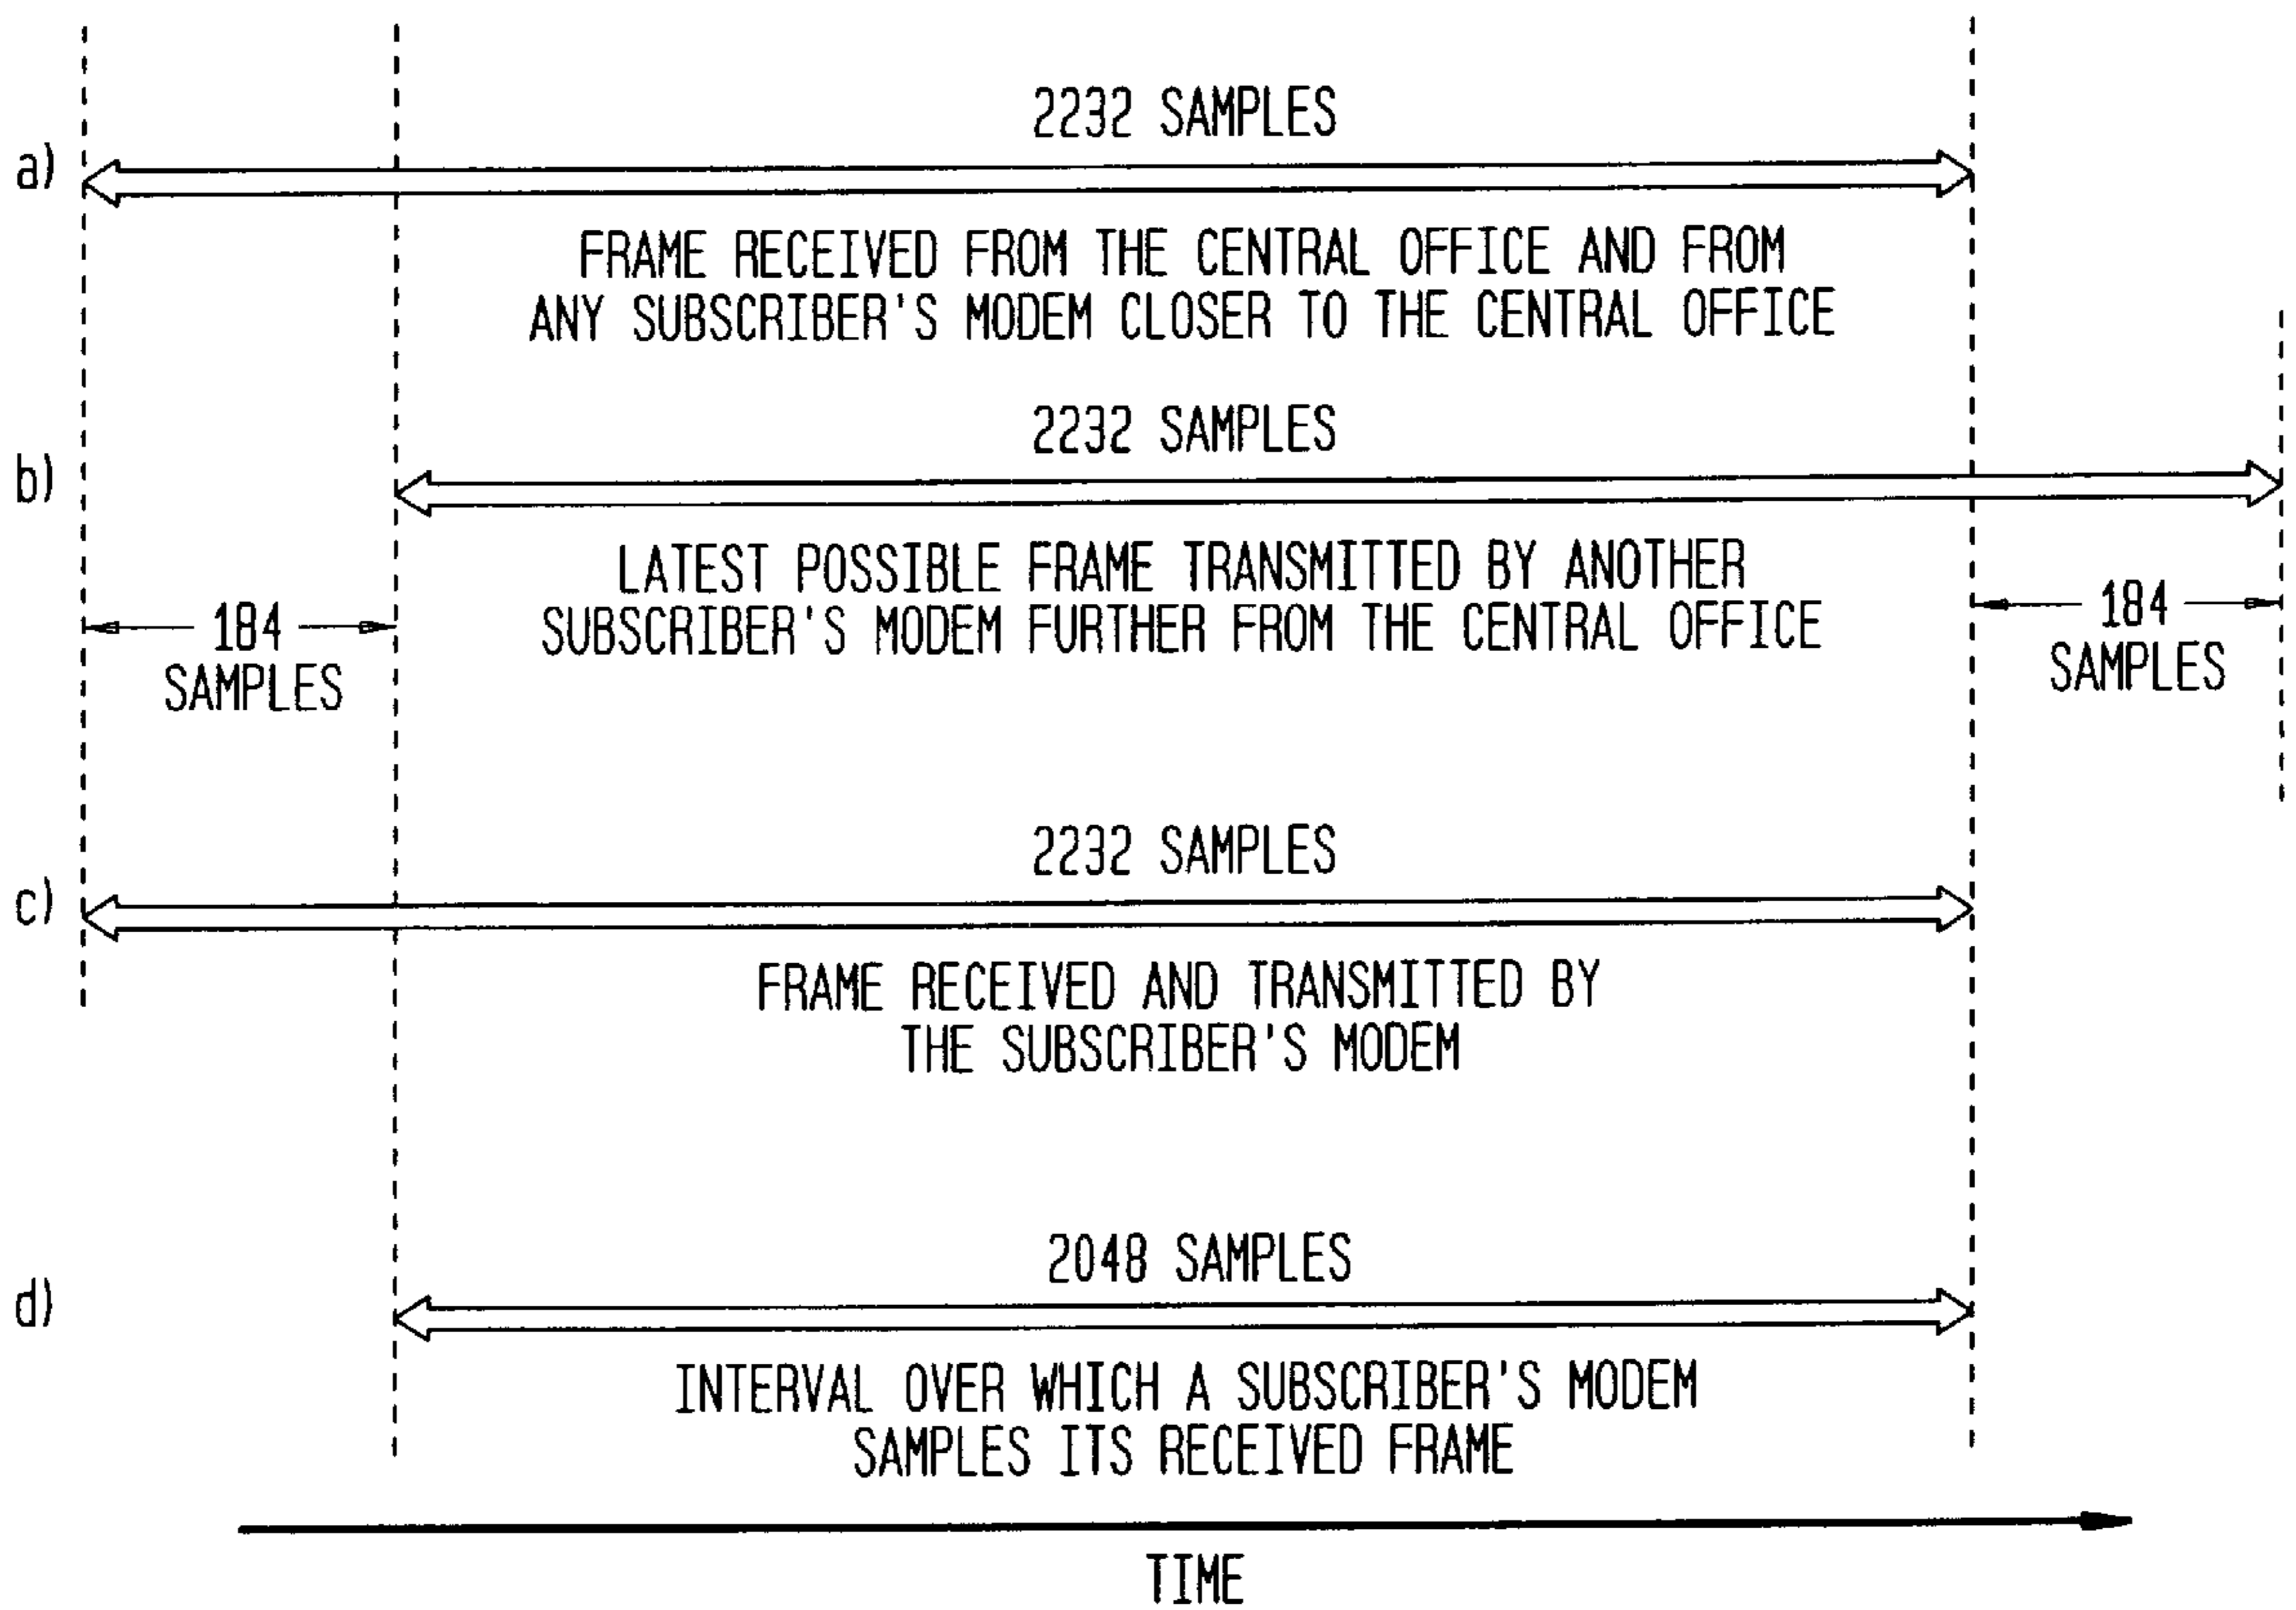 2232 SAMPLES
a)
FRAME RECEIVED FROM THE CENTRAL OFFICE AND FROM
ANY SUBSCRIBER'S MODEM CLOSER TO THE CENTRAL OFFICE
2232 SAMPLES
b)
LATEST POSSIBLE FRAME TRANSMITTED BY ANOTHER
SUBSCRIBER'S MODEM FURTHER FROM THE CENTRAL OFFICE
184
SAMPLES
184
SAMPLES
2232 SAMPLES
c)
FRAME RECEIVED AND TRANSMITTED BY
THE SUBSCRIBER'S MODEM
2048 SAMPLES
d)
INTERVAL OVER WHICH A SUBSCRIBER'S MODEM
SAMPLES ITS RECEIVED FRAME
TIME